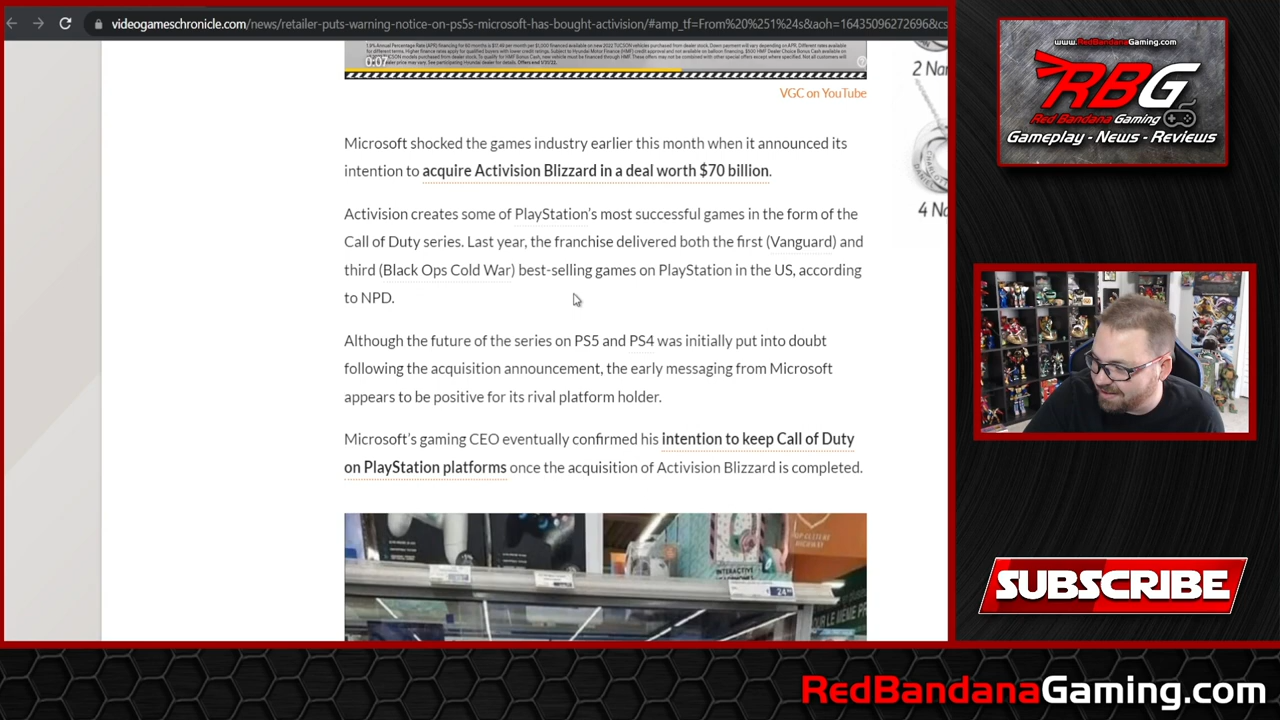 videogameschronicle.com/news/retailer-puts-warning-notice-on-ps5s-microsoft-has-bought-activision/#amp_tf=From%20%251%24s&aoh=16435096272696&cs
0:07
VGC on YouTube
2 Na
4 Na
Microsoft shocked the games industry earlier this month when it announced its
intention to acquire Activision Blizzard in a deal worth $70 billion.
Activision creates some of PlayStation's most successful games in the form of the
Call of Duty series. Last year, the franchise delivered both the first (Vanguard) and
third (Black Ops Cold War) best-selling games on PlayStation in the US, according
to NPD.
Although the future of the series on PS5 and PS4 was initially put into doubt
following the acquisition announcement, the early messaging from Microsoft
appears to be positive for its rival platform holder.
Microsoft's gaming CEO eventually confirmed his intention to keep Call of Duty
on PlayStation platforms once the acquisition of Activision Blizzard is completed.
INTERACTIVE
24
www.RedBandanaGaming.com
RBG
Red Bandana Gaming
Gameplay - News - Reviews
SUBSCRIBE
RedBandanaGaming.com